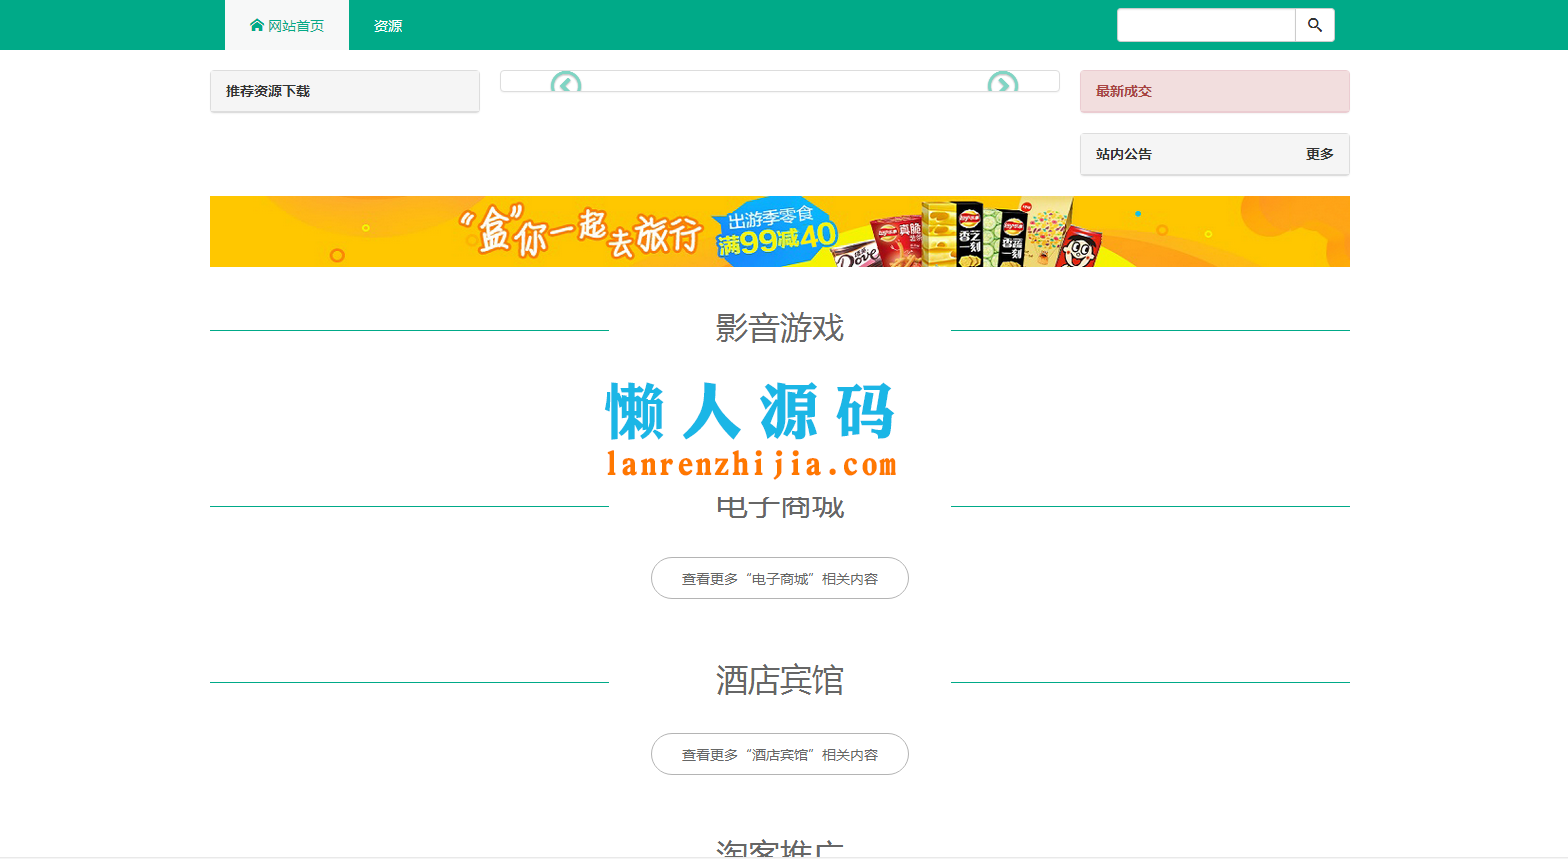 网站首页 资源
推荐资源下载
最新成交
站内公告 更多
“盒”你一起去旅行
出游季零食
满99减40
Dove
真脆
香芝一刻
香蔬一刻
影音游戏
懒人源码
lanrenzhijia.com
电子商城
查看更多“电子商城”相关内容
酒店宾馆
查看更多“酒店宾馆”相关内容
淘客推广